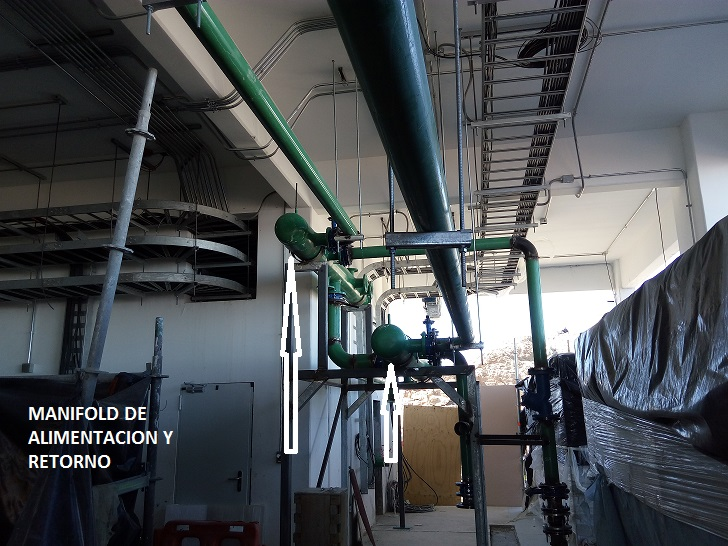 MANIFOLD DE
ALIMENTACION Y
RETORNO